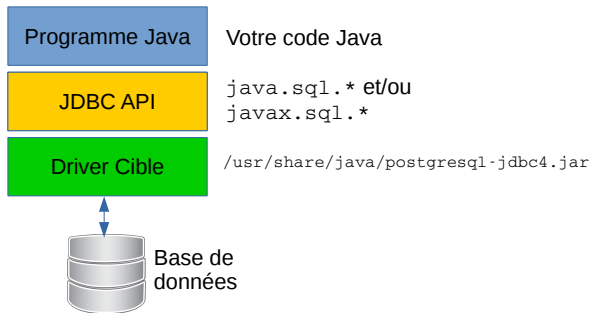 Programme Java
Votre code Java
JDBC API
java.sql.* et/ou
javax.sql.*
Driver Cible
/usr/share/java/postgresql-jdbc4.jar
Base de
données